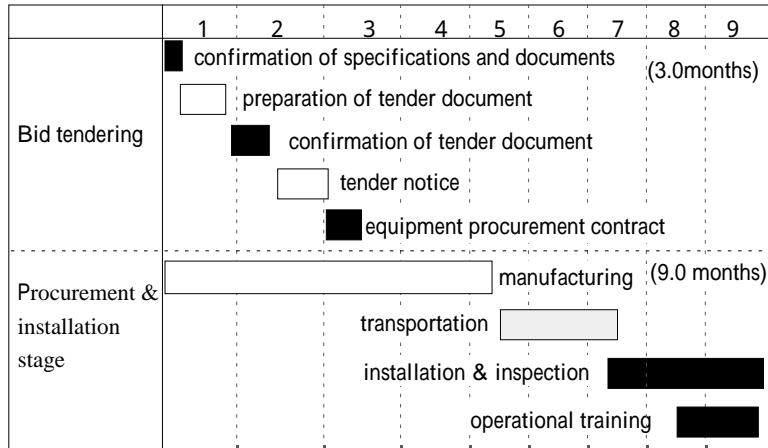 1 2 3 4 5 6 7 8 9
confirmation of specifications and documents
(3.0months)
preparation of tender document
Bid tendering
confirmation of tender document
tender notice
equipment procurement contract
manufacturing
(9.0 months)
Procurement &
installation
stage
transportation
installation & inspection
operational training